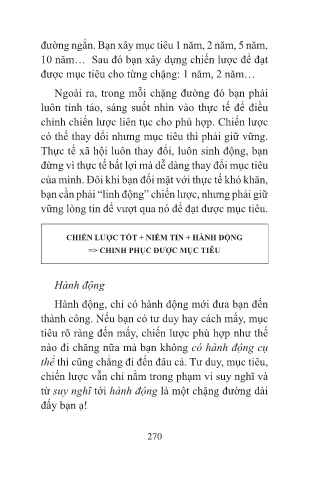 đường ngắn. Bạn xây mục tiêu 1 năm, 2 năm, 5 năm,
10 năm… Sau đó bạn xây dựng chiến lược để đạt
được mục tiêu cho từng chặng: 1 năm, 2 năm…
Ngoài ra, trong mỗi chặng đường đó bạn phải
luôn tỉnh táo, sáng suốt nhìn vào thực tế để điều
chỉnh chiến lược liên tục cho phù hợp. Chiến lược
có thể thay đổi nhưng mục tiêu thì phải giữ vững.
Thực tế xã hội luôn thay đổi, luôn sinh động, bạn
đừng vì thực tế bất lợi mà dễ dàng thay đổi mục tiêu
của mình. Đôi khi bạn đối mặt với thực tế khó khăn,
bạn cần phải “linh động” chiến lược, nhưng phải giữ
vững lòng tin để vượt qua nó để đạt được mục tiêu.
CHIẾN LƯỢC TỐT + NIỀM TIN + HÀNH ĐỘNG
=> CHINH PHỤC ĐƯỢC MỤC TIÊU
Hành động
Hành động, chỉ có hành động mới đưa bạn đến
thành công. Nếu bạn có tư duy hay cách mấy, mục
tiêu rõ ràng đến mấy, chiến lược phù hợp như thế
nào đi chăng nữa mà bạn không có hành động cụ
thể thì cũng chẳng đi đến đâu cả. Tư duy, mục tiêu,
chiến lược vẫn chỉ nằm trong phạm vi suy nghĩ và
từ suy nghĩ tới hành động là một chặng đường dài
đấy bạn ạ!
270